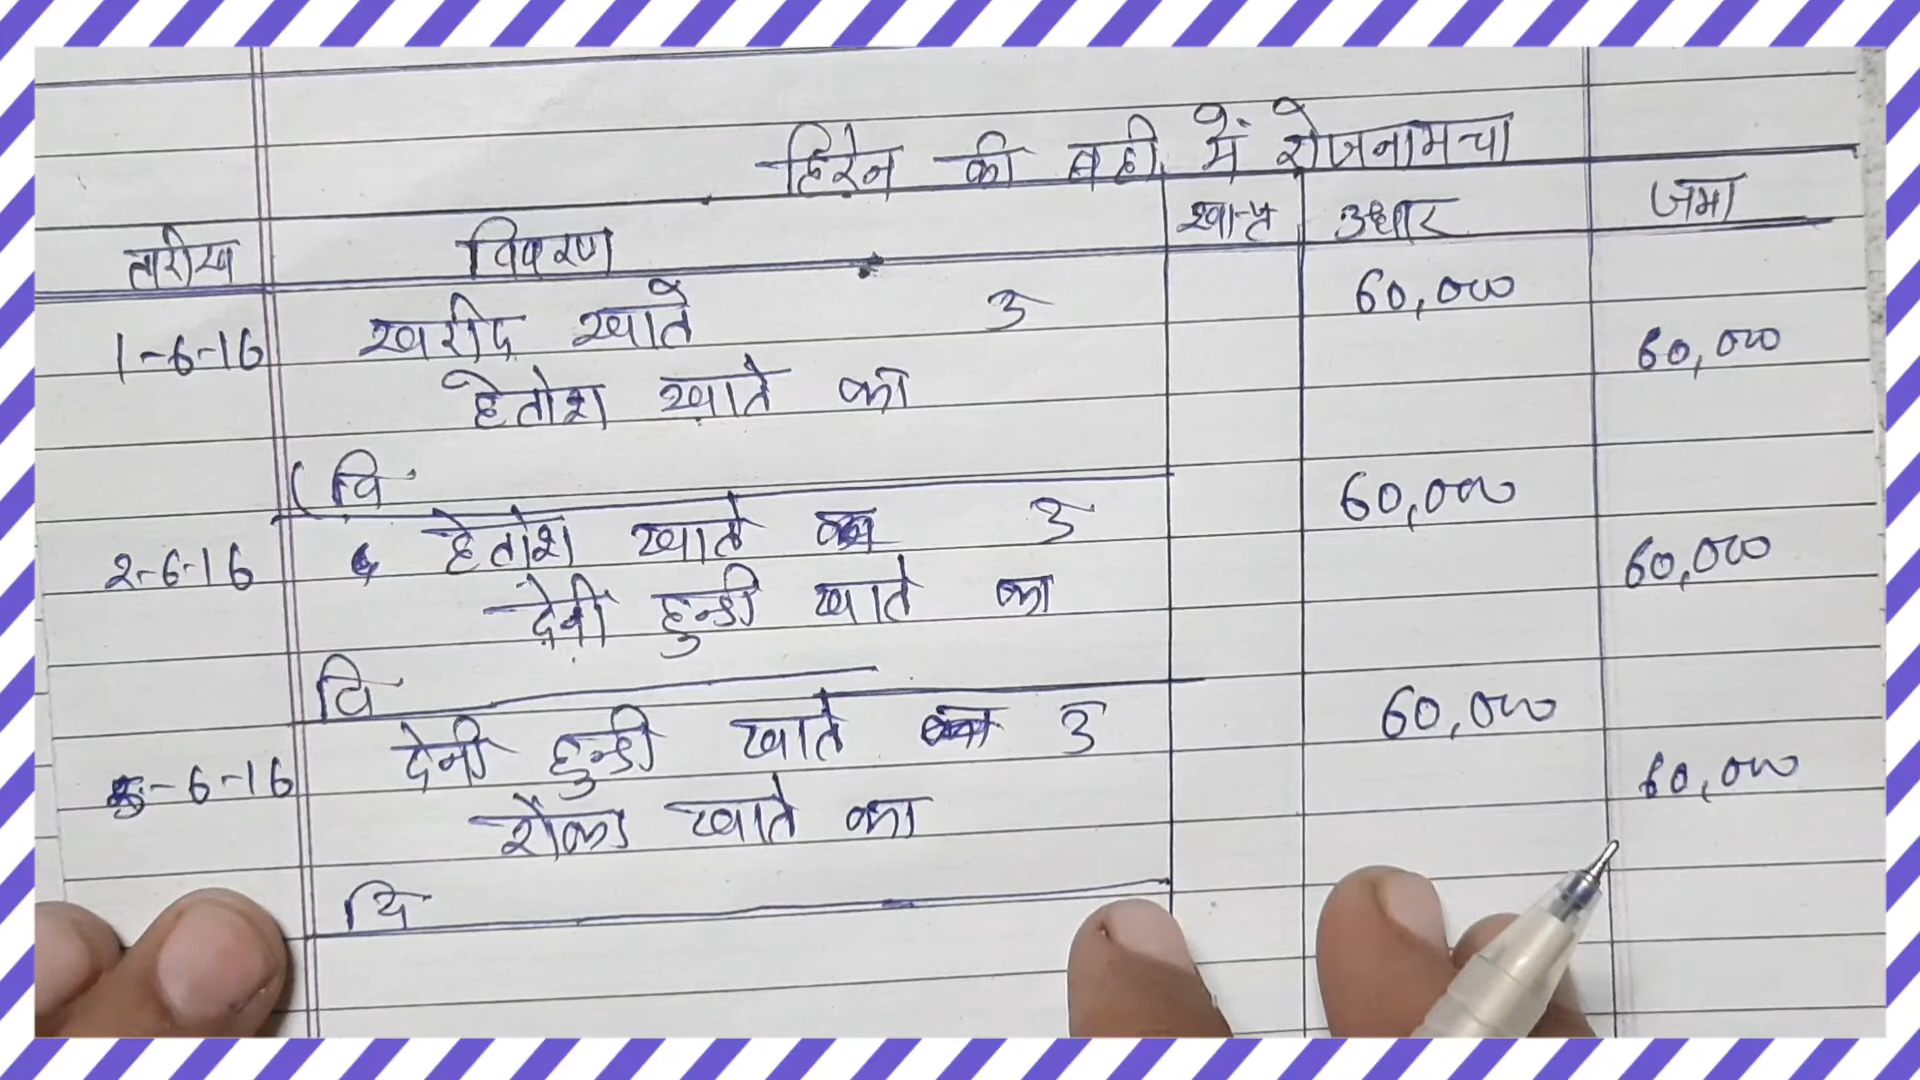 हिरेन की बही में रोजनामचा
तारीख विवरण खा-पृ उधार जमा
1-6-16 खरीद खाते उ 60,000
हेतोश खाते का 60,000
(वि
2-6-16 हेतोश खाते उ 60,000
देनी हुन्डी खाते का 60,000
वि
5-6-16 देनी हुन्डी खाते उ 60,000
रोकड खाते का 60,000
वि